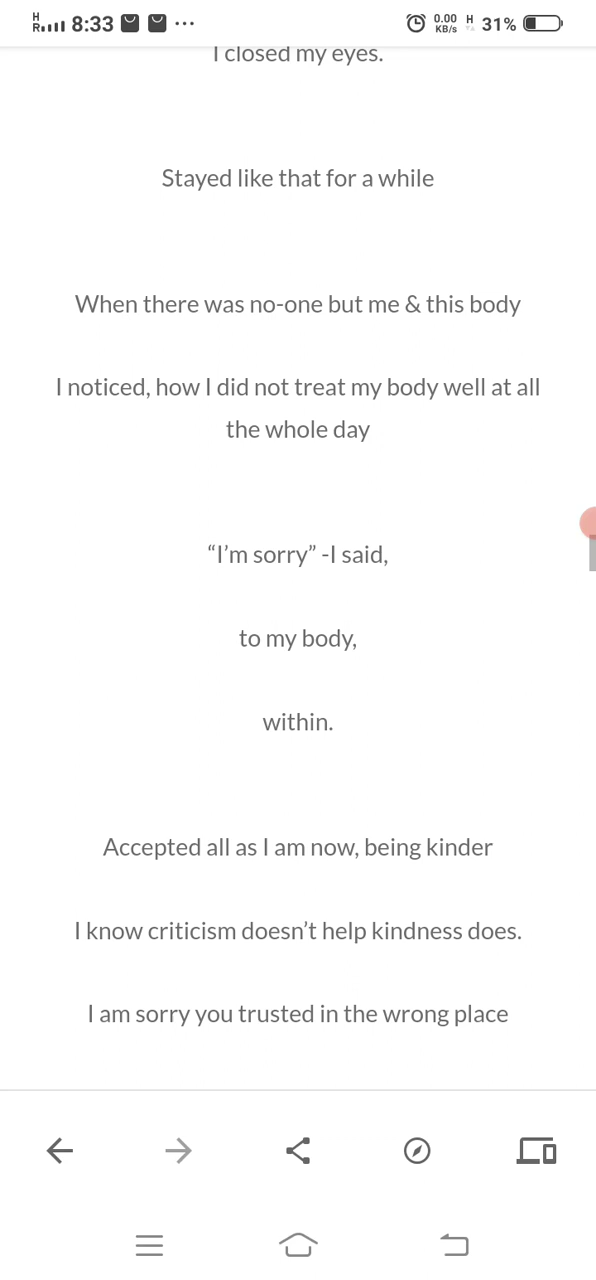 H
R
8:33
0.00
KB/s
H
31%
I closed my eyes.
Stayed like that for a while
When there was no-one but me & this body
I noticed, how I did not treat my body well at all
the whole day
“I’m sorry” -I said,
to my body,
within.
Accepted all as I am now, being kinder
I know criticism doesn’t help kindness does.
I am sorry you trusted in the wrong place